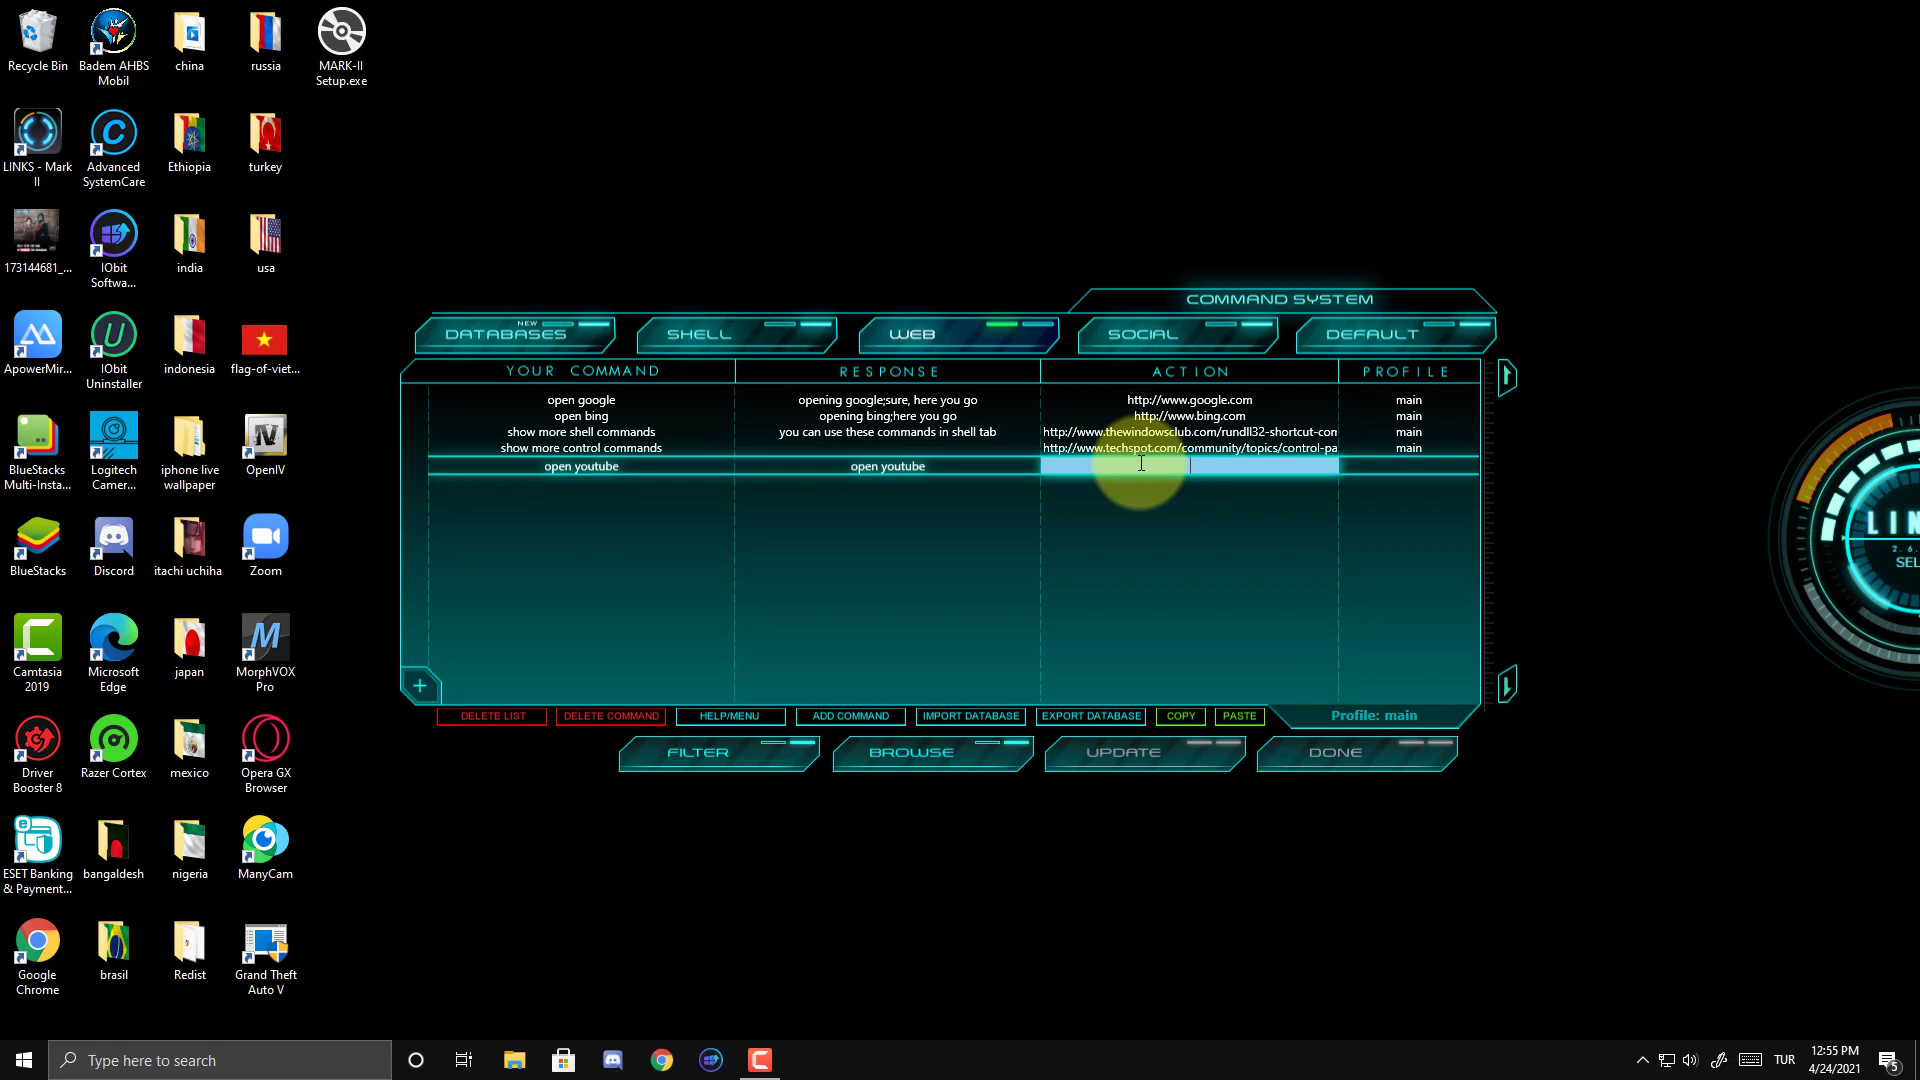 Recycle Bin
Badem AHBS Mobil
china
russia
MARK-II Setup.exe
LINKS - Mark II
Advanced SystemCare
Ethiopia
turkey
173144681_...
IObit Softwa...
india
usa
ApowerMir...
IObit Uninstaller
indonesia
flag-of-viet...
BlueStacks Multi-Insta...
Logitech Camer...
iphone live wallpaper
OpenIV
BlueStacks
Discord
itachi uchiha
Zoom
Camtasia 2019
Microsoft Edge
japan
MorphVOX Pro
Driver Booster 8
Razer Cortex
mexico
Opera GX Browser
ESET Banking & Payment...
bangaldesh
nigeria
ManyCam
Google Chrome
brasil
Redist
Grand Theft Auto V
COMMAND SYSTEM
NEW
DATABASES
SHELL
WEB
SOCIAL
DEFAULT
YOUR COMMAND
RESPONSE
ACTION
PROFILE
open google
opening google;sure, here you go
http://www.google.com
main
open bing
opening bing;here you go
http://www.bing.com
main
show more shell commands
you can use these commands in shell tab
http://www.thewindowsclub.com/rundll32-shortcut-con
main
show more control commands
http://www.techspot.com/community/topics/control-pa
main
open youtube
open youtube
+
DELETE LIST
DELETE COMMAND
HELP/MENU
ADD COMMAND
IMPORT DATABASE
EXPORT DATABASE
COPY
PASTE
Profile: main
FILTER
BROWSE
UPDATE
DONE
LIN
2.6.
SEL
Type here to search
TUR
12:55 PM
4/24/2021
5